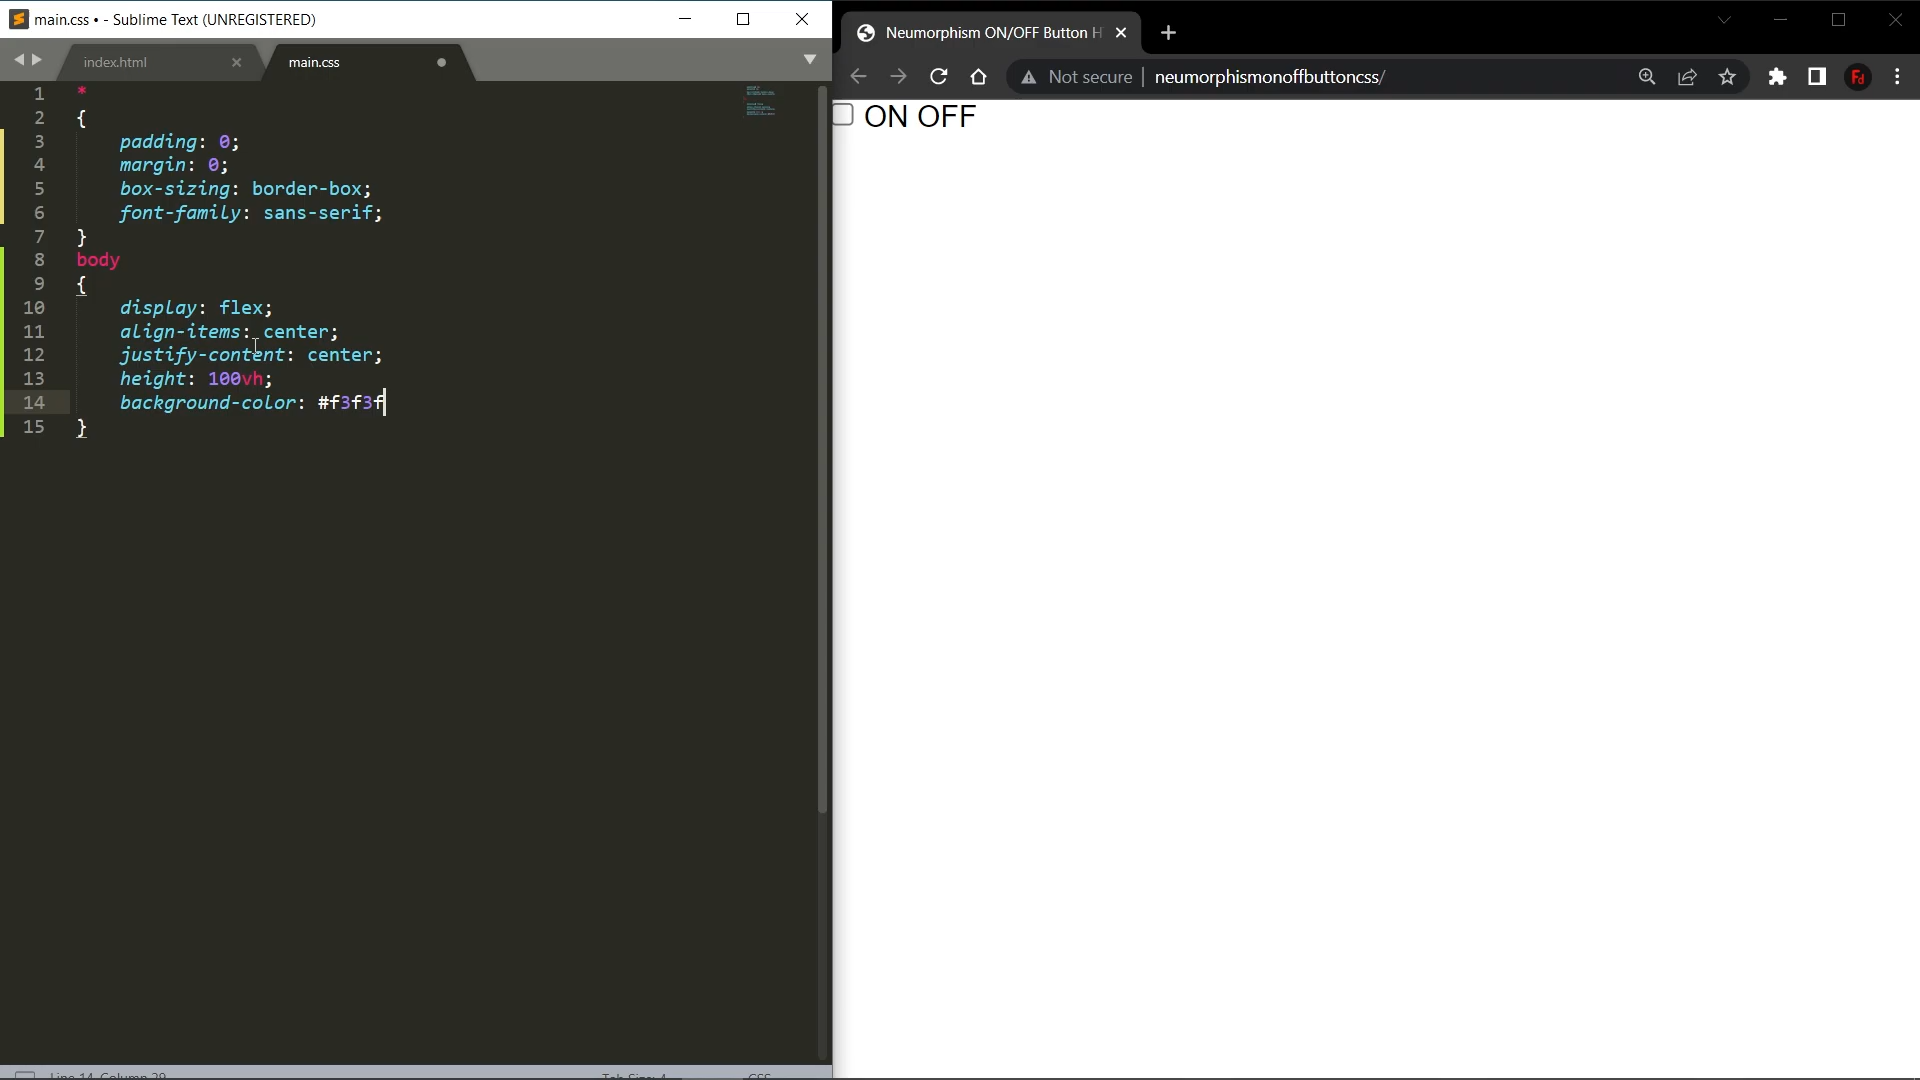 main.css • - Sublime Text (UNREGISTERED)
index.html
main.css
1 *
2 {
3 padding: 0;
4 margin: 0;
5 box-sizing: border-box;
6 font-family: sans-serif;
7 }
8 body
9 {
10 display: flex;
11 align-items: center;
12 justify-content: center;
13 height: 100vh;
14 background-color: #f3f3f
15 }
Neumorphism ON/OFF Button H
Not secure
neumorphismonoffbuttoncss/
Fd
ON OFF